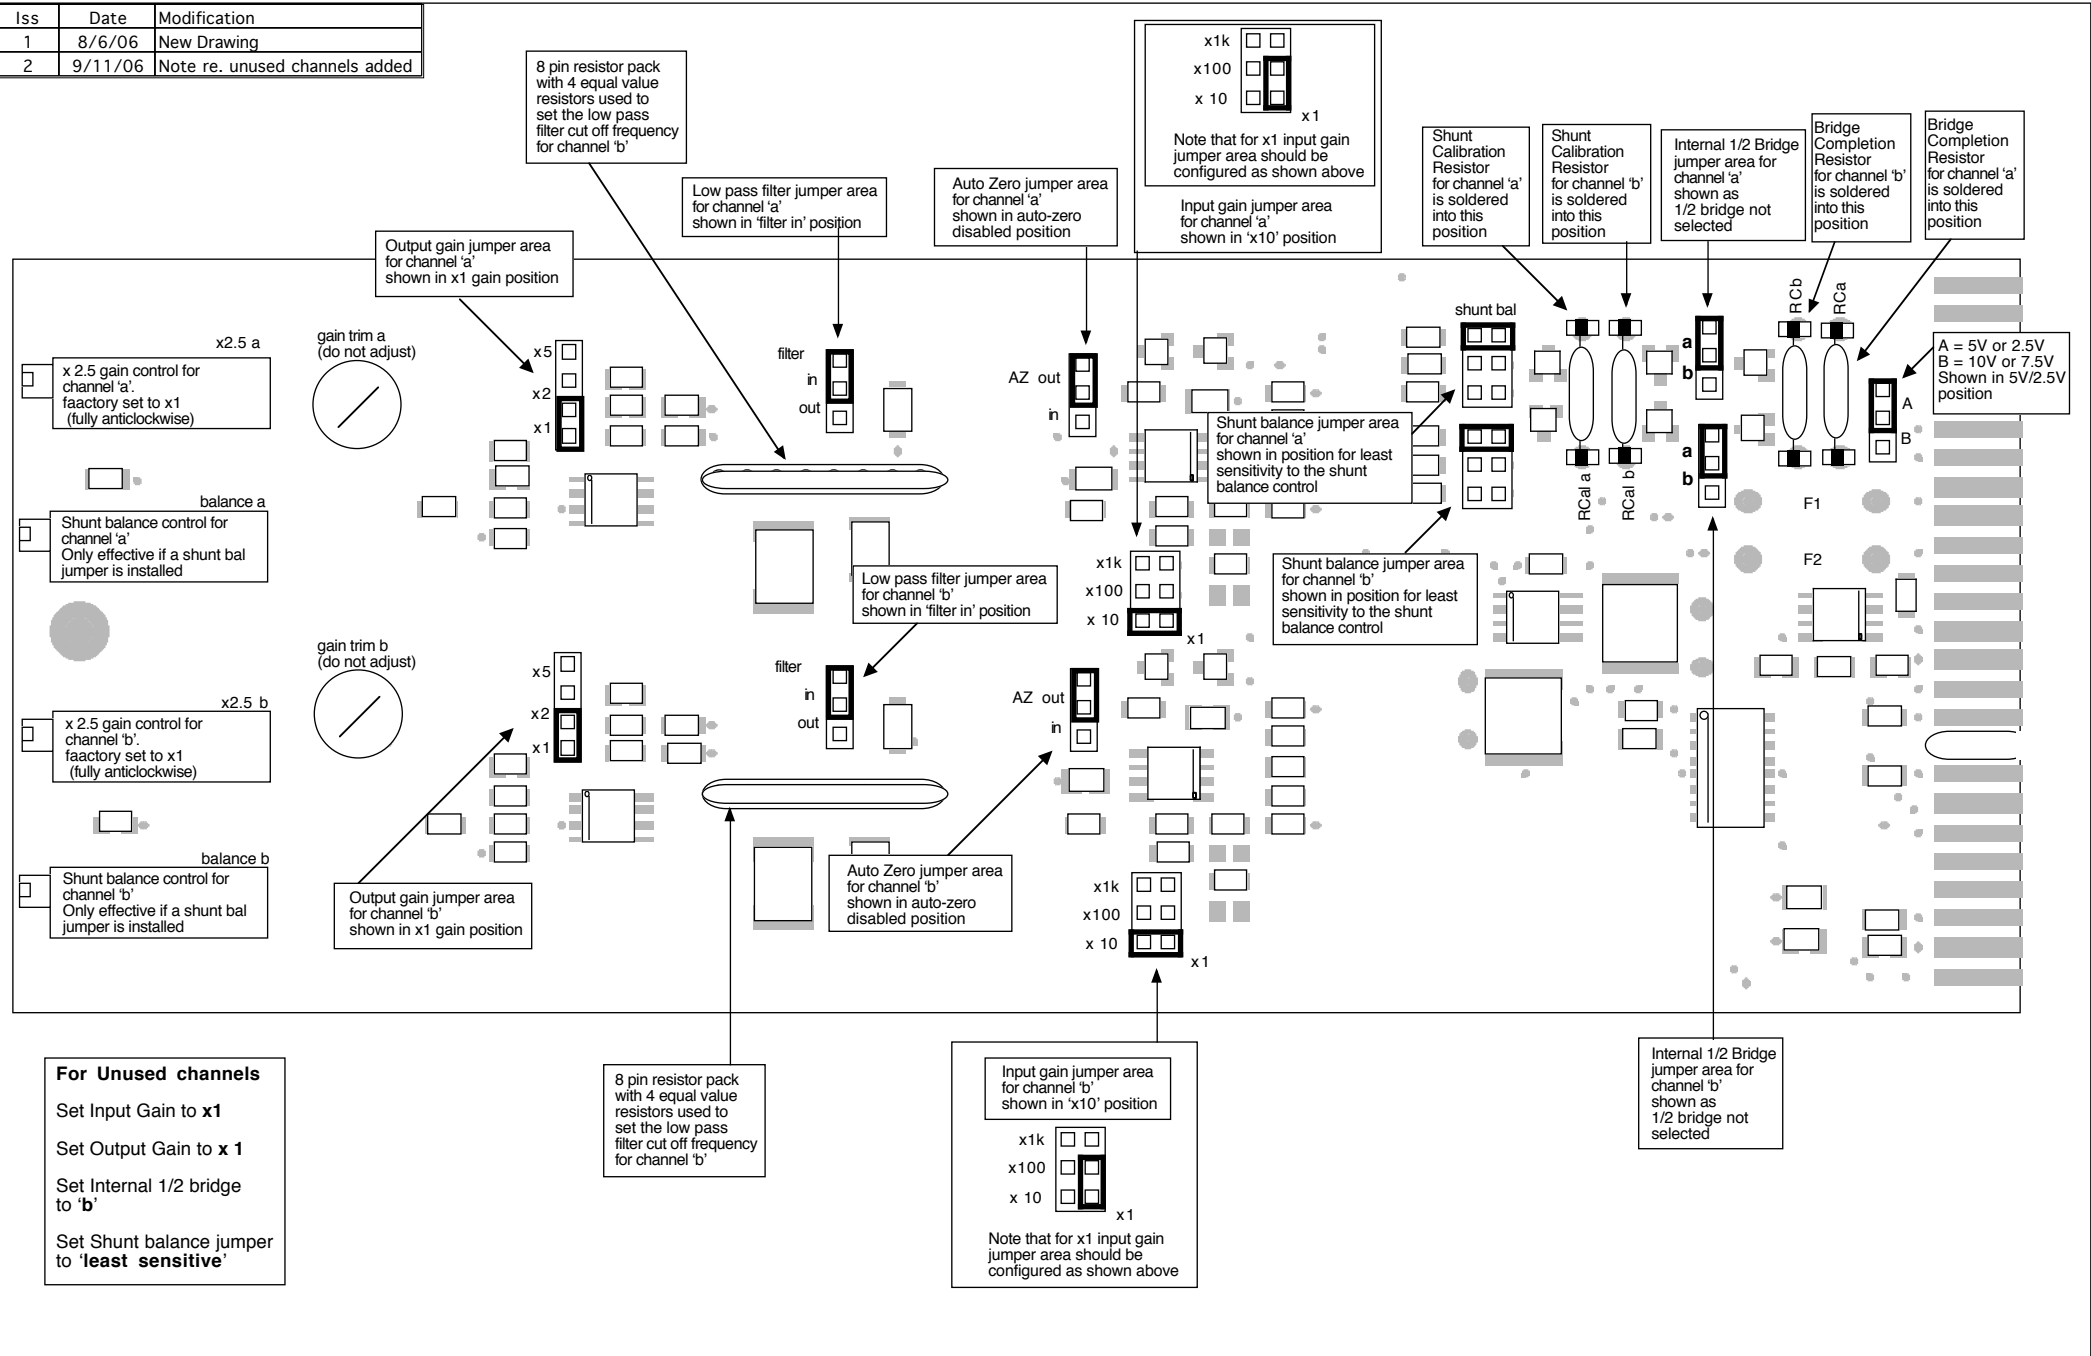 Iss Date Modification
1 8/6/06 New Drawing
2 9/11/06 Note re. unused channels added
8 pin resistor pack
with 4 equal value
resistors used to
set the low pass
filter cut off frequency
for channel 'b'
Low pass filter jumper area
for channel 'a'
shown in 'filter in' position
Output gain jumper area
for channel 'a'
shown in x1 gain position
Auto Zero jumper area
for channel 'a'
shown in auto-zero
disabled position
x1k
x100
x 10
x1
Note that for x1 input gain
jumper area should be
configured as shown above
Input gain jumper area
for channel 'a'
shown in 'x10' position
Shunt
Calibration
Resistor
for channel 'a'
is soldered
into this
position
Shunt
Calibration
Resistor
for channel 'b'
is soldered
into this
position
Internal 1/2 Bridge
jumper area for
channel 'a'
shown as
1/2 bridge not
selected
Bridge
Completion
Resistor
for channel 'b'
is soldered
into this
position
Bridge
Completion
Resistor
for channel 'a'
is soldered
into this
position
x2.5 a
x 2.5 gain control for
channel 'a'.
faactory set to x1
(fully anticlockwise)
gain trim a
(do not adjust)
x5
x2
x1
filter
in
out
AZ out
in
shunt bal
RCb
RCa
a
b
A = 5V or 2.5V
B = 10V or 7.5V
Shown in 5V/2.5V
position
A
B
Shunt balance jumper area
for channel 'a'
shown in position for least
sensitivity to the shunt
balance control
RCal a
RCal b
a
b
F1
F2
balance a
Shunt balance control for
channel 'a'
Only effective if a shunt bal
jumper is installed
Low pass filter jumper area
for channel 'b'
shown in 'filter in' position
x1k
x100
x 10
x1
Shunt balance jumper area
for channel 'b'
shown in position for least
sensitivity to the shunt
balance control
gain trim b
(do not adjust)
x5
x2
x1
filter
in
out
AZ out
in
x2.5 b
x 2.5 gain control for
channel 'b'.
faactory set to x1
(fully anticlockwise)
balance b
Shunt balance control for
channel 'b'
Only effective if a shunt bal
jumper is installed
Output gain jumper area
for channel 'b'
shown in x1 gain position
Auto Zero jumper area
for channel 'b'
shown in auto-zero
disabled position
x1k
x100
x 10
x1
For Unused channels
Set Input Gain to x1
Set Output Gain to x 1
Set Internal 1/2 bridge
to 'b'
Set Shunt balance jumper
to 'least sensitive'
8 pin resistor pack
with 4 equal value
resistors used to
set the low pass
filter cut off frequency
for channel 'b'
Input gain jumper area
for channel 'b'
shown in 'x10' position
x1k
x100
x 10
x1
Note that for x1 input gain
jumper area should be
configured as shown above
Internal 1/2 Bridge
jumper area for
channel 'b'
shown as
1/2 bridge not
selected